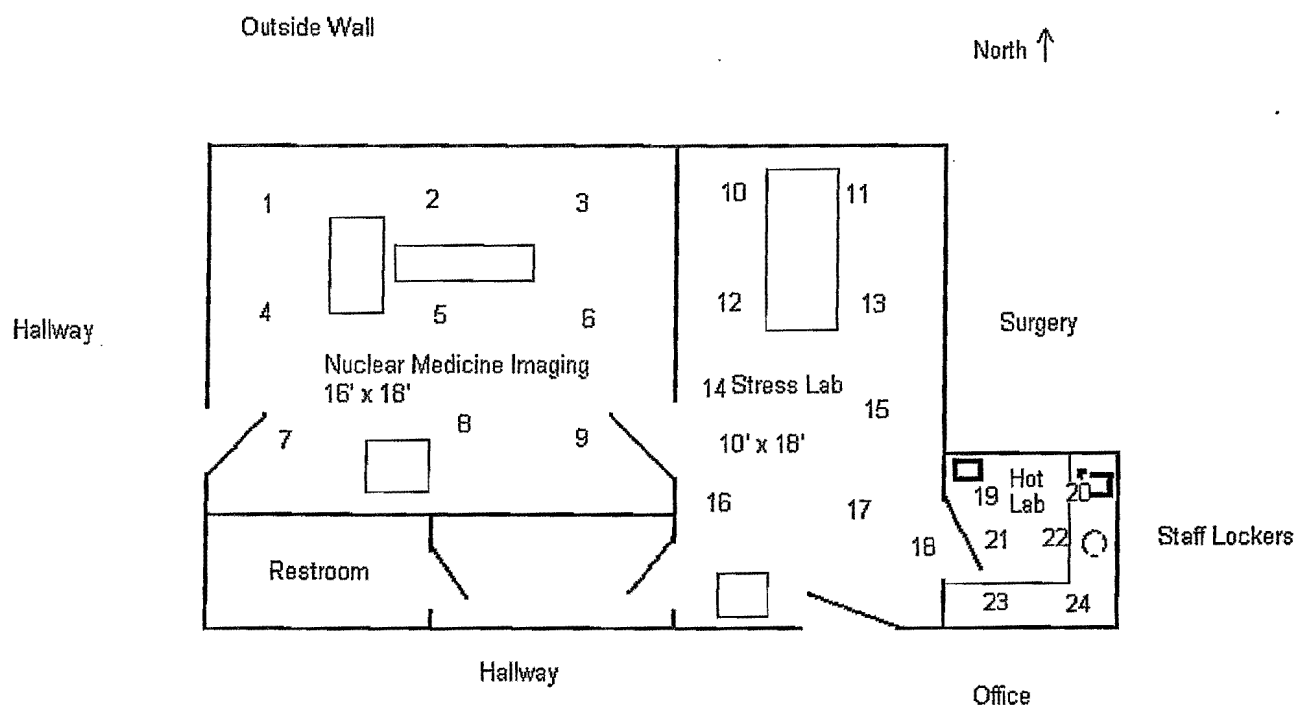 Outside Wall
North ↑
1
2
3
4
5
6
Nuclear Medicine Imaging
16' x 18'
7
8
9
10
11
12
13
14 Stress Lab
15
10' x 18'
16
17
18
Hallway
Surgery
19
Hot
Lab
20
21
22
23
24
Staff Lockers
Restroom
Hallway
Office